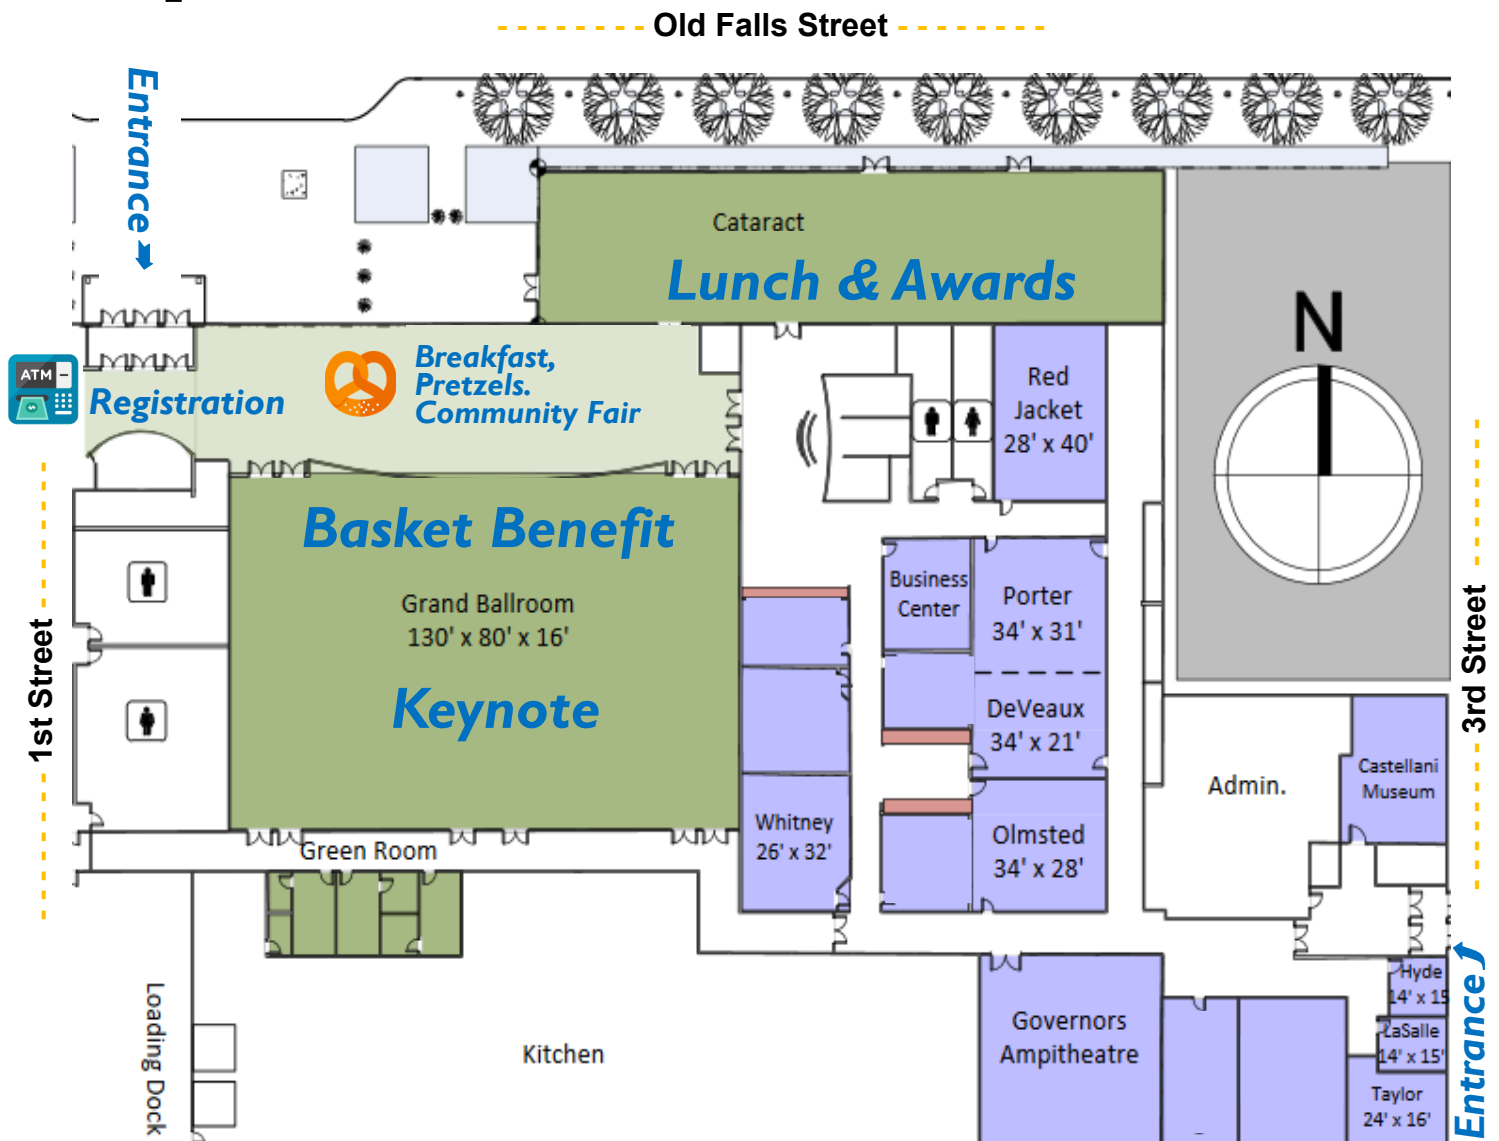 Old Falls Street
Entrance
Cataract
Lunch & Awards
N
ATM
Registration
Breakfast,
Pretzels.
Community Fair
Red
Jacket
28' x 40'
Basket Benefit
Grand Ballroom
130' x 80' x 16'
Keynote
Business
Center
Porter
34' x 31'
DeVeaux
34' x 21'
1st Street
3rd Street
Whitney
26' x 32'
Olmsted
34' x 28'
Admin.
Castellani
Museum
Green Room
Hyde
14' x 15
LaSalle
14' x 15'
Taylor
24' x 16'
Governors
Ampitheatre
Kitchen
Loading Dock
Entrance